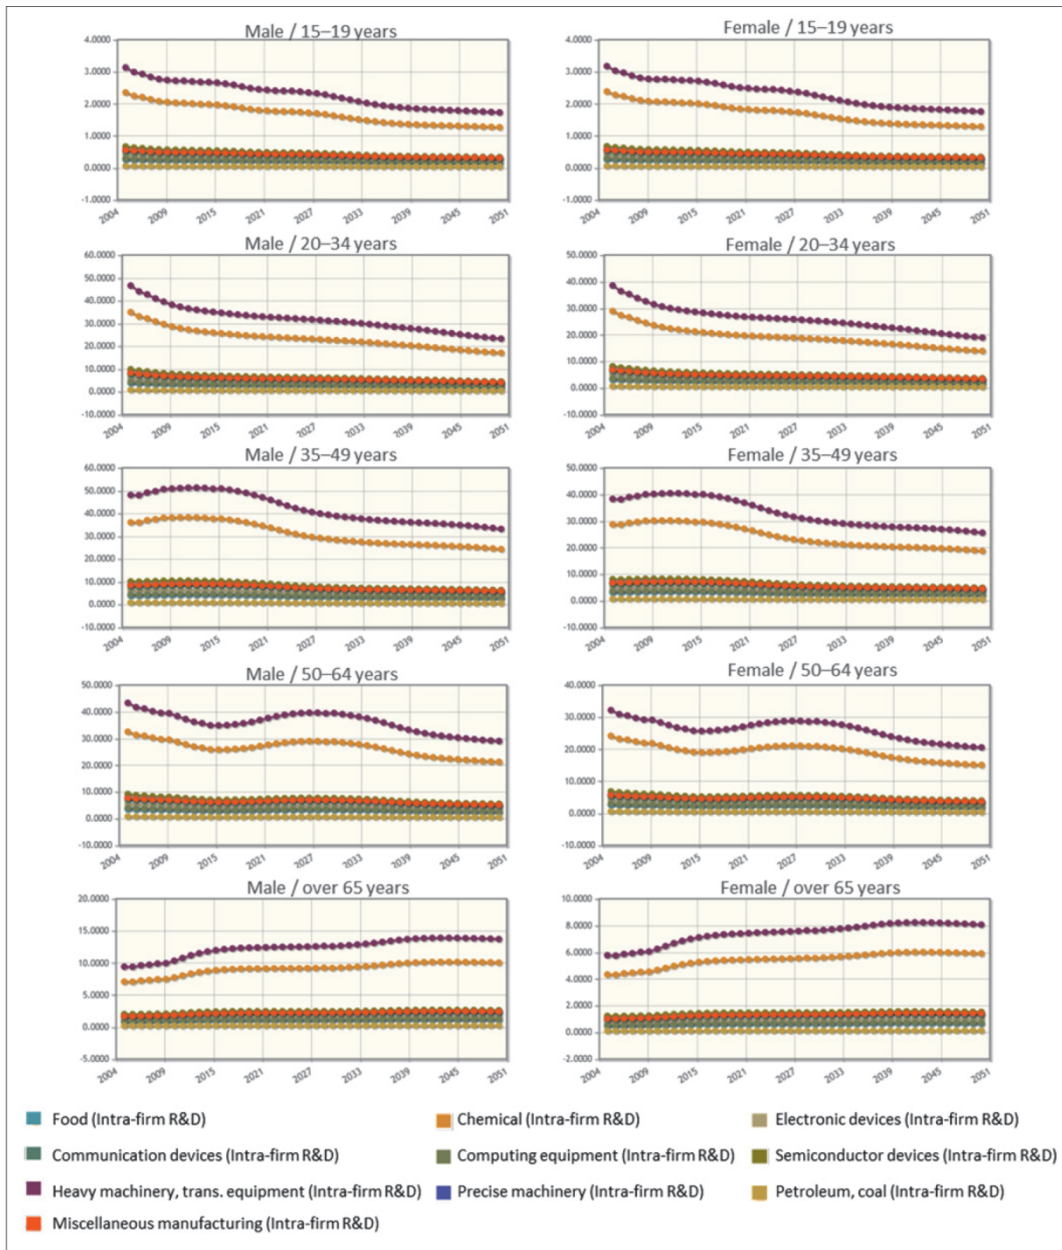 Male / 15–19 years
Female / 15–19 years
4.0000
3.0000
2.0000
1.0000
0.0000
-1.0000
2004 2009 2015 2021 2027 2033 2039 2045 2051
4.0000
3.0000
2.0000
1.0000
0.0000
-1.0000
2004 2009 2015 2021 2027 2033 2039 2045 2051
Male / 20–34 years
Female / 20–34 years
60.0000
50.0000
40.0000
30.0000
20.0000
10.0000
0.0000
-10.0000
2004 2009 2015 2021 2027 2033 2039 2045 2051
50.0000
40.0000
30.0000
20.0000
10.0000
0.0000
-10.0000
2004 2009 2015 2021 2027 2033 2039 2045 2051
Male / 35–49 years
Female / 35–49 years
60.0000
50.0000
40.0000
30.0000
20.0000
10.0000
0.0000
-10.0000
2004 2009 2015 2021 2027 2033 2039 2045 2051
50.0000
40.0000
30.0000
20.0000
10.0000
0.0000
-10.0000
2004 2009 2015 2021 2027 2033 2039 2045 2051
Male / 50–64 years
Female / 50–64 years
50.0000
40.0000
30.0000
20.0000
10.0000
0.0000
-10.0000
2004 2009 2015 2021 2027 2033 2039 2045 2051
40.0000
30.0000
20.0000
10.0000
0.0000
-10.0000
2004 2009 2015 2021 2027 2033 2039 2045 2051
Male / over 65 years
Female / over 65 years
20.0000
15.0000
10.0000
5.0000
0.0000
-5.0000
2004 2009 2015 2021 2027 2033 2039 2045 2051
10.0000
8.0000
6.0000
4.0000
2.0000
0.0000
-2.0000
2004 2009 2015 2021 2027 2033 2039 2045 2051
Food (Intra-firm R&D)
Chemical (Intra-firm R&D)
Electronic devices (Intra-firm R&D)
Communication devices (Intra-firm R&D)
Computing equipment (Intra-firm R&D)
Semiconductor devices (Intra-firm R&D)
Heavy machinery, trans. equipment (Intra-firm R&D)
Precise machinery (Intra-firm R&D)
Petroleum, coal (Intra-firm R&D)
Miscellaneous manufacturing (Intra-firm R&D)